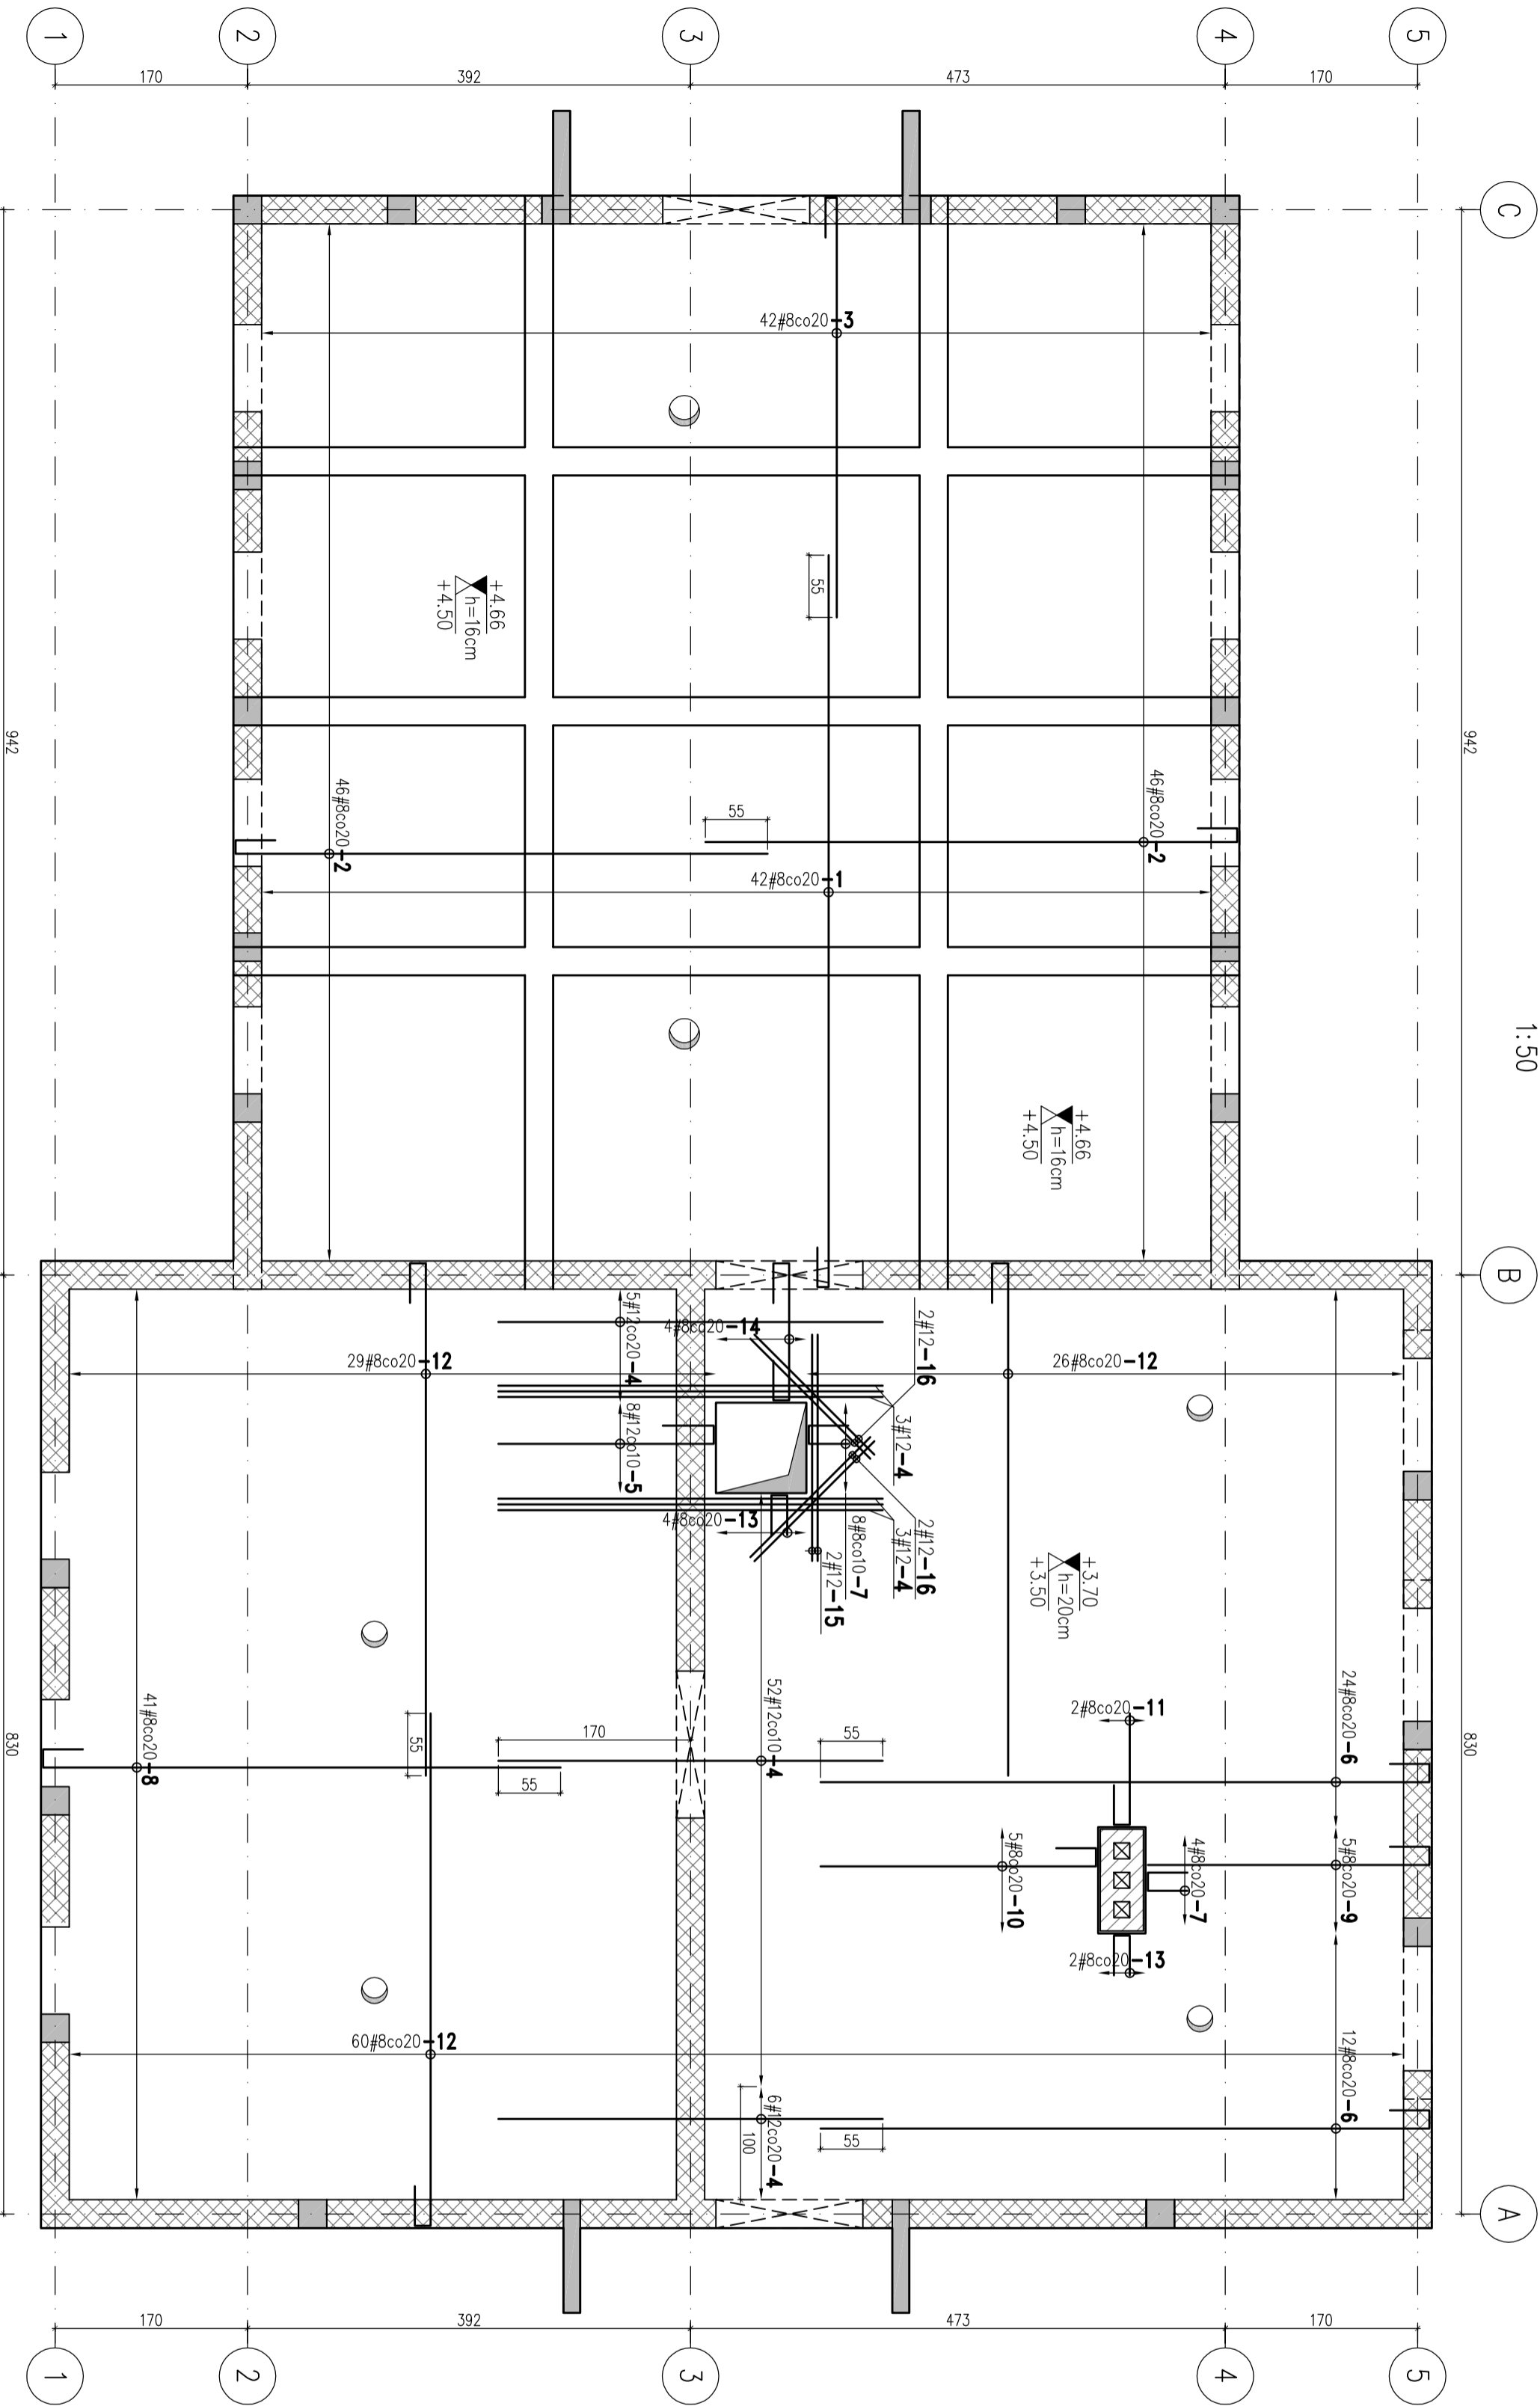 1
2
3
4
5
170
392
473
170
C
942
942
42#8co20-3
55
+4.66
h=16cm
+4.50
46#8co20-2
55
46#8co20-2
42#8co20-1
1:50
+4.66
h=16cm
+4.50
B
5#12co20-4
4#8co20-14
2#12-16
29#8co20-12
26#8co20-12
3#12-4
8#12co10-5
4#8co20-13
8#8co10-7
3#12-4
2#12-16
2#12-15
+3.70
h=20cm
+3.50
24#8co20-6
2#8co20-11
52#12co10-4
41#8co20-8
55
170
55
55
830
830
5#8co20-10
4#8co20-7
5#8co20-9
2#8co20-13
60#8co20-12
12#8co20-6
6#12co20-4
100
55
A
170
392
473
170
1
2
3
4
5